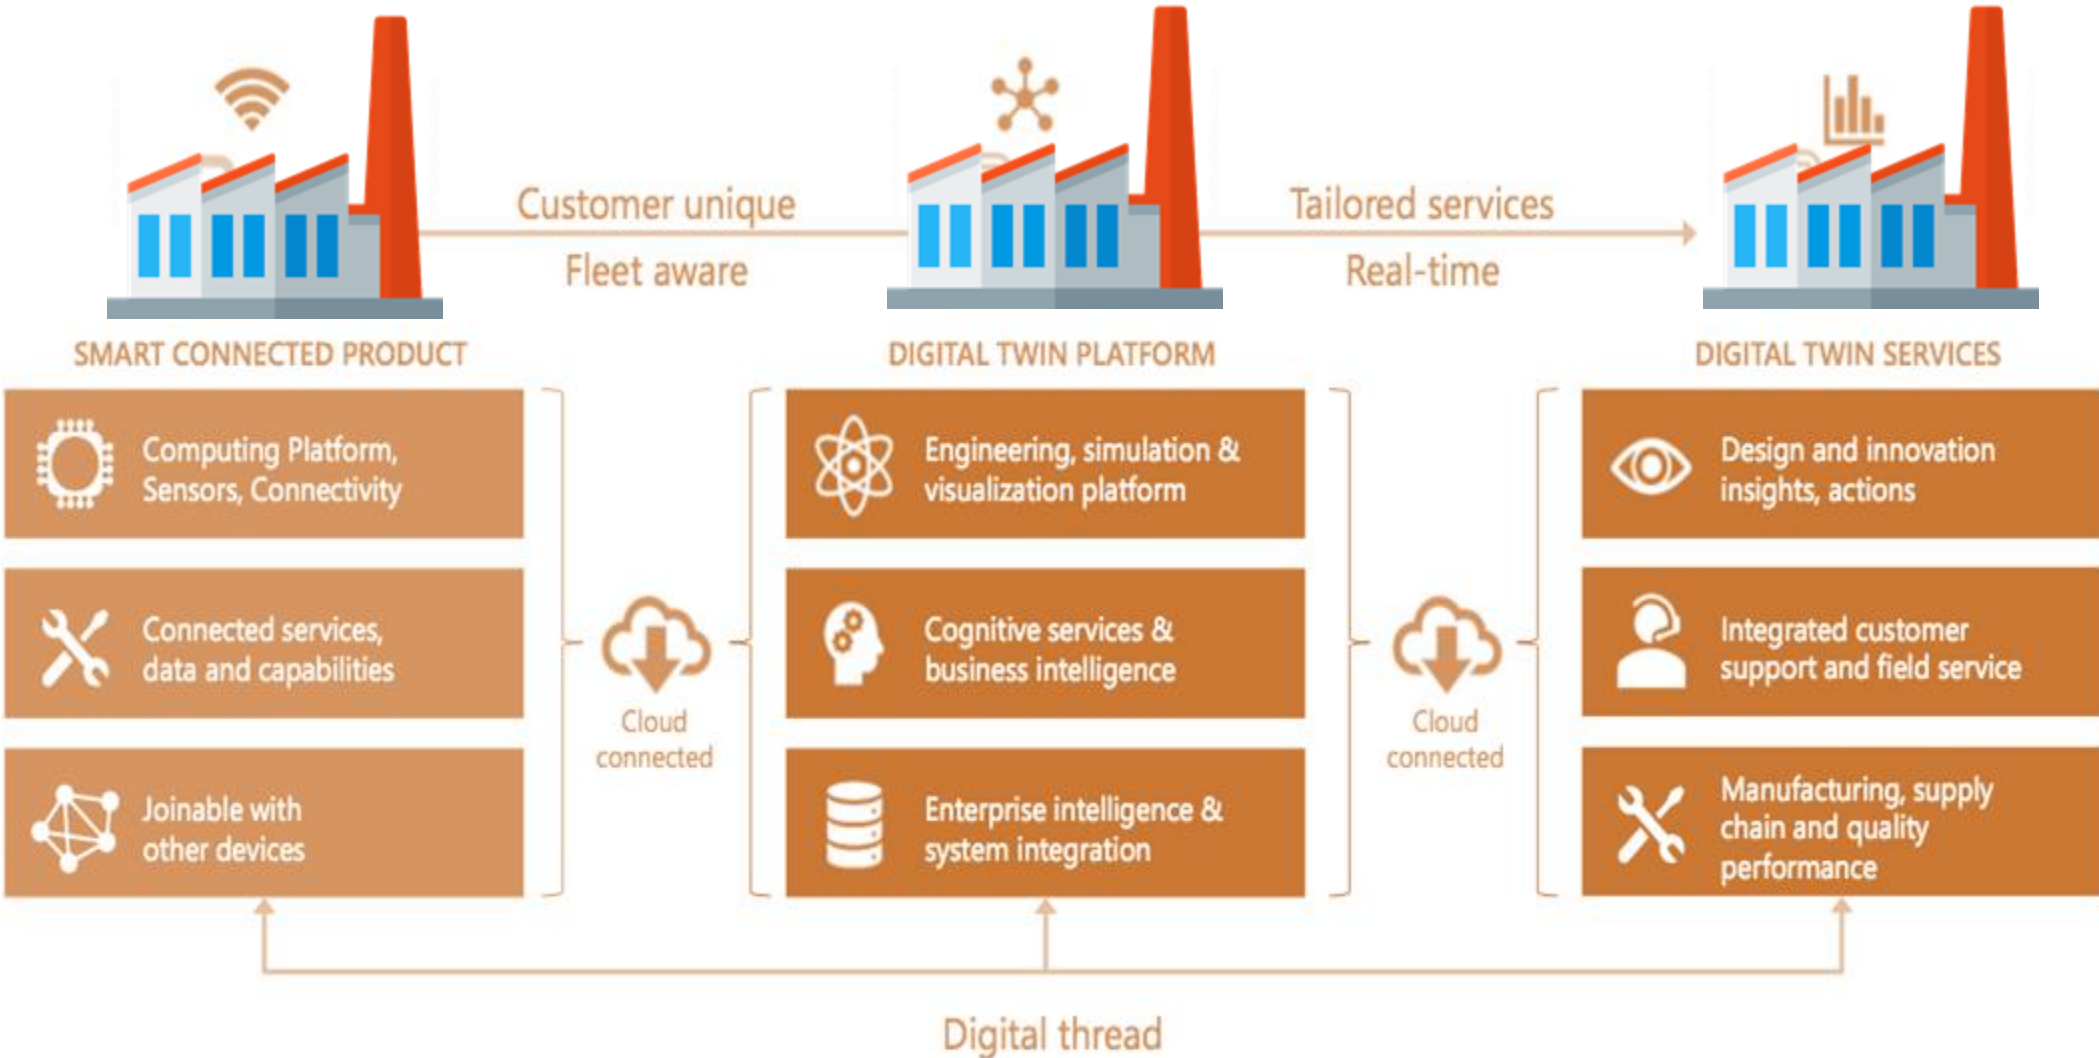 Customer unique
Fleet aware
Tailored services
Real-time
SMART CONNECTED PRODUCT
Computing Platform,
Sensors, Connectivity
Connected services,
data and capabilities
Joinable with
other devices
Cloud
connected
DIGITAL TWIN PLATFORM
Engineering, simulation &
visualization platform
Cognitive services &
business intelligence
Enterprise intelligence &
system integration
Cloud
connected
DIGITAL TWIN SERVICES
Design and innovation
insights, actions
Integrated customer
support and field service
Manufacturing, supply
chain and quality
performance
Digital thread